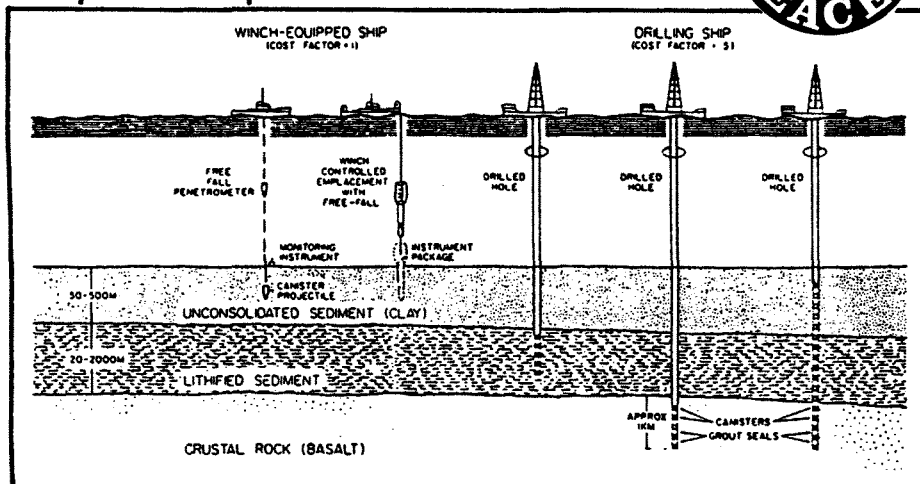 WINCH-EQUIPPED SHIP
(COST FACTOR = 1)
DRILLING SHIP
(COST FACTOR = 5)
FREE
FALL
PENETROMETER
WINCH
CONTROLLED
EMPLACEMENT
WITH
FREE-FALL
DRILLED
HOLE
DRILLED
HOLE
DRILLED
HOLE
MONITORING
INSTRUMENT
INSTRUMENT
PACKAGE
CANISTER
PROJECTILE
50-500M
UNCONSOLIDATED SEDIMENT (CLAY)
20-2000M
LITHIFIED SEDIMENT
APPROX
1KM
CANISTERS
GROUT SEALS
CRUSTAL ROCK (BASALT)